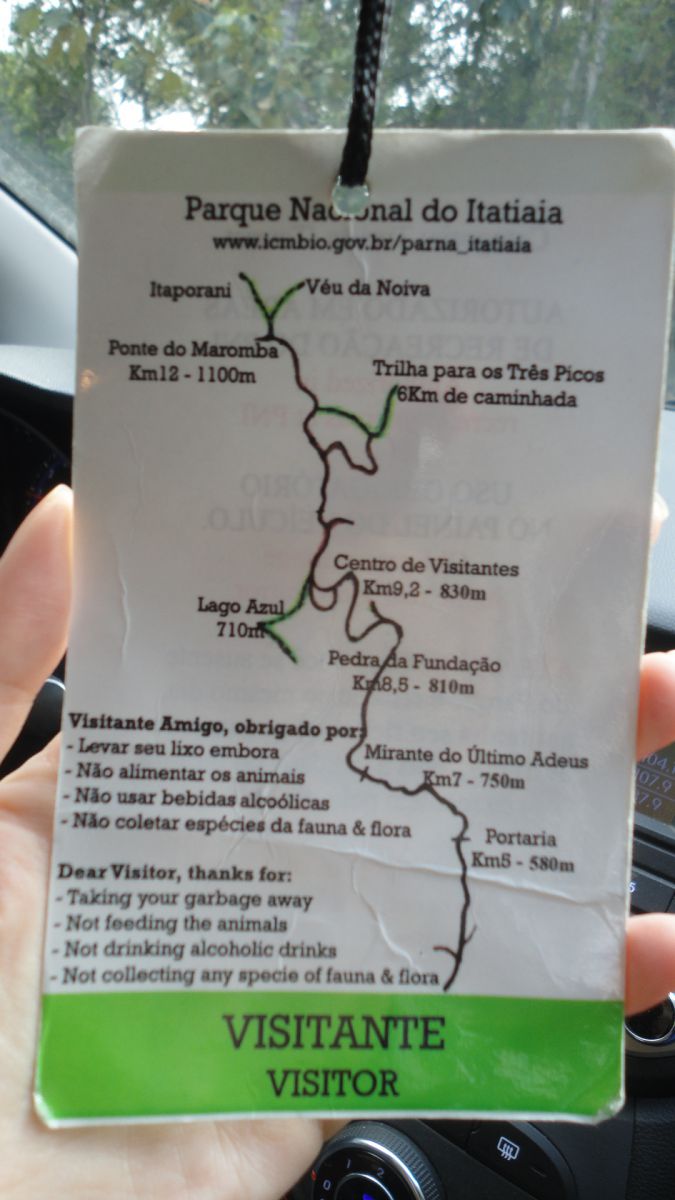 Parque Nacional do Itatiaia
www.icmbio.gov.br/parna_itatiaia
Itaporani
Véu da Noiva
Ponte do Maromba
Km12 - 1100m
Trilha para os Três Picos
6Km de caminhada
Centro de Visitantes
Km9,2 - 830m
Lago Azul
710m
Pedra da Fundação
Km8,5 - 810m
Mirante do Último Adeus
Km7 - 750m
Portaria
Km5 - 580m
Visitante Amigo, obrigado por:
- Levar seu lixo embora
- Não alimentar os animais
- Não usar bebidas alcoólicas
- Não coletar espécies da fauna & flora
Dear Visitor, thanks for:
- Taking your garbage away
- Not feeding the animals
- Not drinking alcoholic drinks
- Not collecting any specie of fauna & flora
VISITANTE
VISITOR